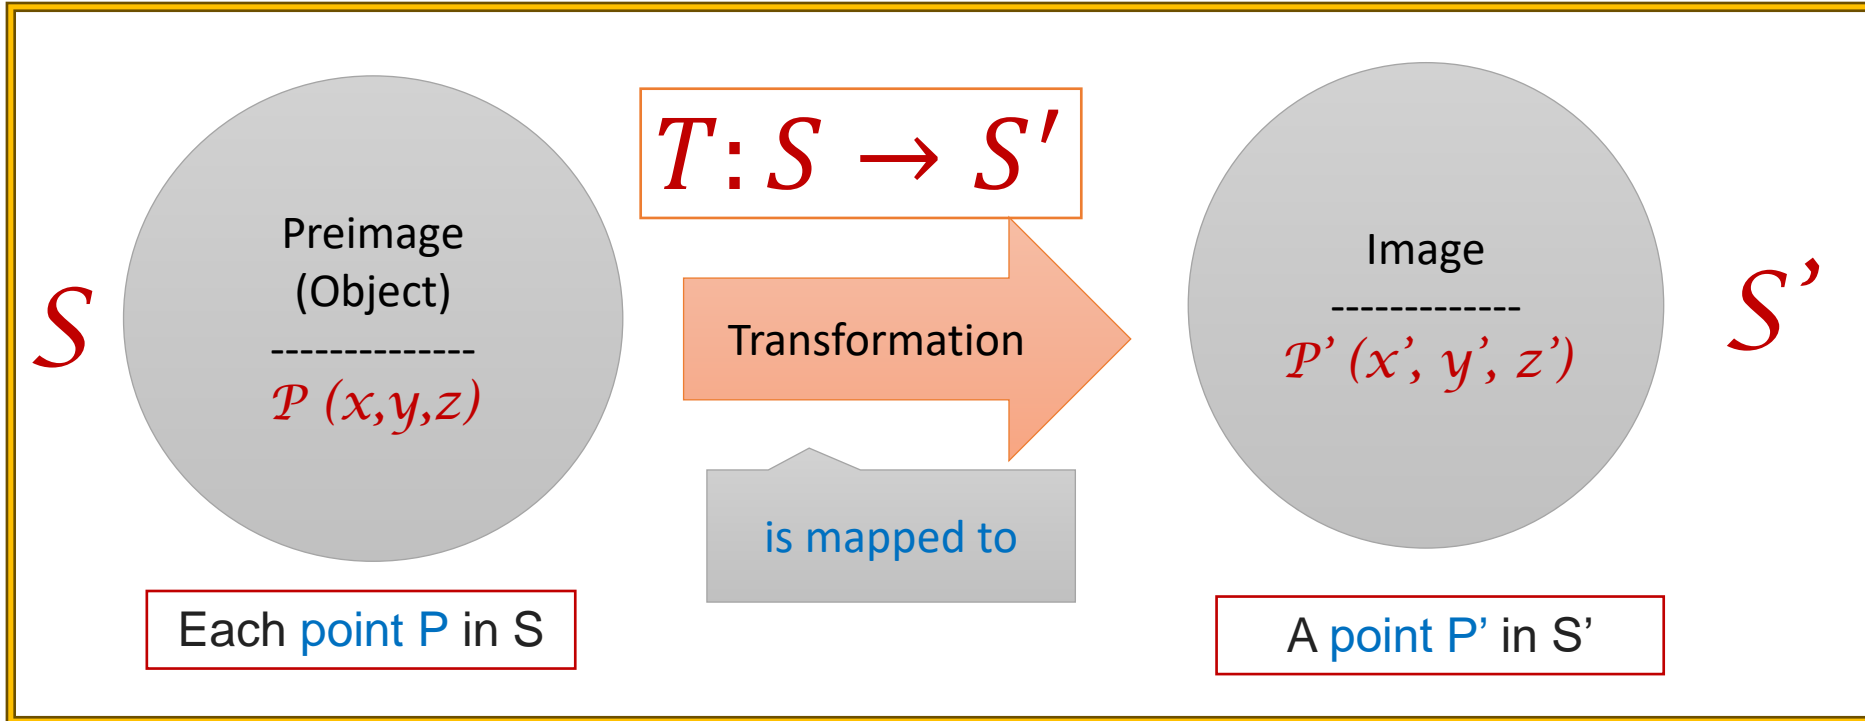 T: S → S′
S
Preimage
(Object)
--------------
P (x,y,z)
Transformation
is mapped to
Image
-------------
P’ (x’, y’, z’)
S’
Each point P in S
A point P’ in S’